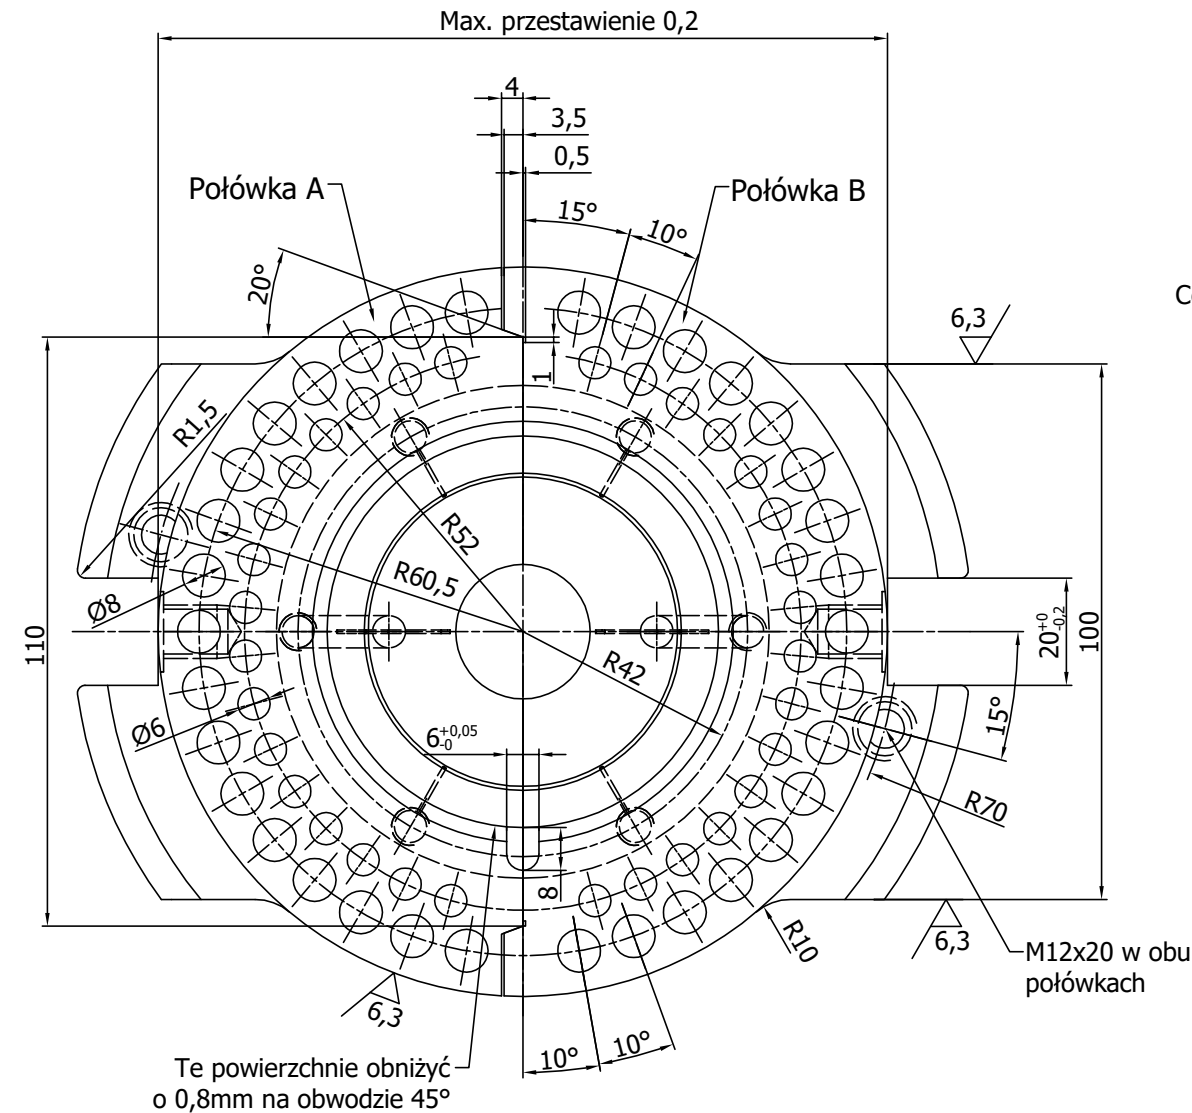 Max. przestawienie 0,2
4
3,5
0,5
Połówka A
Połówka B
15°
10°
20°
6,3
1
R1,5
R52
R60,5
Ø8
110
R42
20+0 -0,2
100
Ø6
6+0,05 -0
15°
R70
8
R10
6,3
M12x20 w obu
połówkach
6,3
10°
10°
Te powierzchnie obniżyć
o 0,8mm na obwodzie 45°